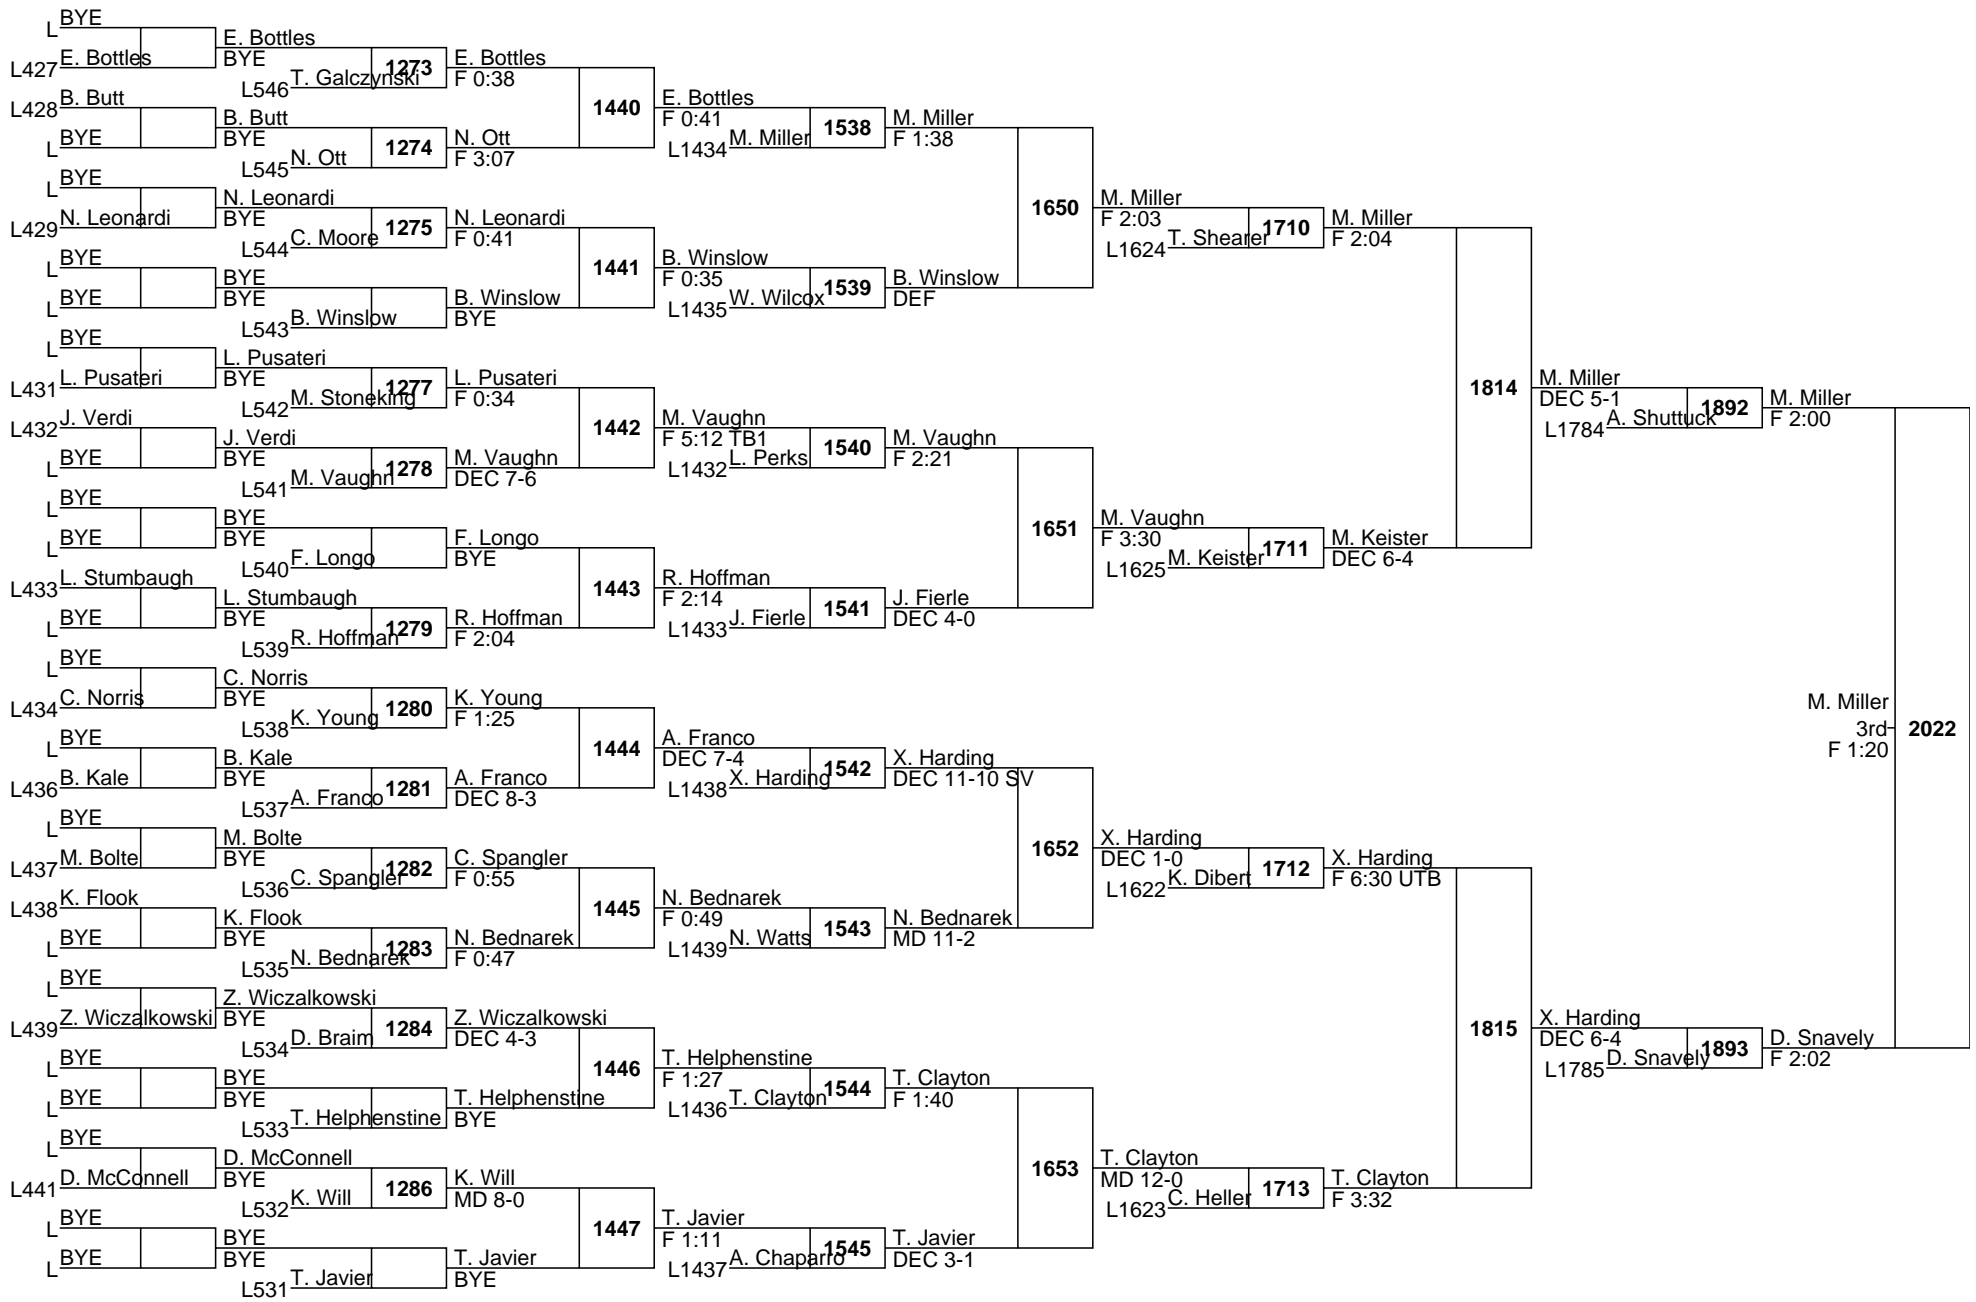 BYE
L
E. Bottles
L427
E. Bottles
BYE
T. Galczynski
L546
1273
E. Bottles
F 0:38
B. Butt
L428
BYE
L
B. Butt
BYE
N. Ott
L545
1274
N. Ott
F 3:07
1440
E. Bottles
F 0:41
M. Miller
L1434
1538
M. Miller
F 1:38
BYE
L
N. Leonardi
L429
N. Leonardi
BYE
C. Moore
L544
1275
N. Leonardi
F 0:41
BYE
L
BYE
L
BYE
BYE
B. Winslow
L543
B. Winslow
BYE
1441
B. Winslow
F 0:35
W. Wilcox
L1435
1539
B. Winslow
DEF
1650
M. Miller
F 2:03
T. Shearer
L1624
1710
M. Miller
F 2:04
BYE
L
L. Pusateri
L431
L. Pusateri
BYE
M. Stoneking
L542
1277
L. Pusateri
F 0:34
J. Verdi
L432
BYE
L
J. Verdi
BYE
M. Vaughn
L541
1278
M. Vaughn
DEC 7-6
1442
M. Vaughn
F 5:12 TB1
L. Perks
L1432
1540
M. Vaughn
F 2:21
BYE
L
BYE
L
BYE
BYE
F. Longo
L540
F. Longo
BYE
L. Stumbaugh
L433
BYE
L
L. Stumbaugh
BYE
R. Hoffman
L539
1279
R. Hoffman
F 2:04
1443
R. Hoffman
F 2:14
J. Fierle
L1433
1541
J. Fierle
DEC 4-0
1651
M. Vaughn
F 3:30
M. Keister
L1625
1711
M. Keister
DEC 6-4
1814
M. Miller
DEC 5-1
A. Shuttuck
L1784
1892
M. Miller
F 2:00
BYE
L
C. Norris
L434
C. Norris
BYE
K. Young
L538
1280
K. Young
F 1:25
BYE
L
B. Kale
L436
B. Kale
BYE
A. Franco
L537
1281
A. Franco
DEC 8-3
1444
A. Franco
DEC 7-4
X. Harding
L1438
1542
X. Harding
DEC 11-10 SV
BYE
L
M. Bolte
L437
M. Bolte
BYE
C. Spangler
L536
1282
C. Spangler
F 0:55
K. Flook
L438
BYE
L
K. Flook
BYE
N. Bednarek
L535
1283
N. Bednarek
F 0:47
1445
N. Bednarek
F 0:49
N. Watts
L1439
1543
N. Bednarek
MD 11-2
1652
X. Harding
DEC 1-0
K. Dibert
L1622
1712
X. Harding
F 6:30 UTB
BYE
L
Z. Wiczalkowski
L439
Z. Wiczalkowski
BYE
D. Braim
L534
1284
Z. Wiczalkowski
DEC 4-3
BYE
L
BYE
L
BYE
BYE
T. Helphenstine
L533
T. Helphenstine
BYE
1446
T. Helphenstine
F 1:27
T. Clayton
L1436
1544
T. Clayton
F 1:40
BYE
L
D. McConnell
L441
D. McConnell
BYE
K. Will
L532
1286
K. Will
MD 8-0
BYE
L
BYE
L
BYE
BYE
T. Javier
L531
T. Javier
BYE
1447
T. Javier
F 1:11
A. Chaparro
L1437
1545
T. Javier
DEC 3-1
1653
T. Clayton
MD 12-0
C. Heller
L1623
1713
T. Clayton
F 3:32
1815
X. Harding
DEC 6-4
D. Snavely
L1785
1893
D. Snavely
F 2:02
M. Miller
3rd
F 1:20
2022